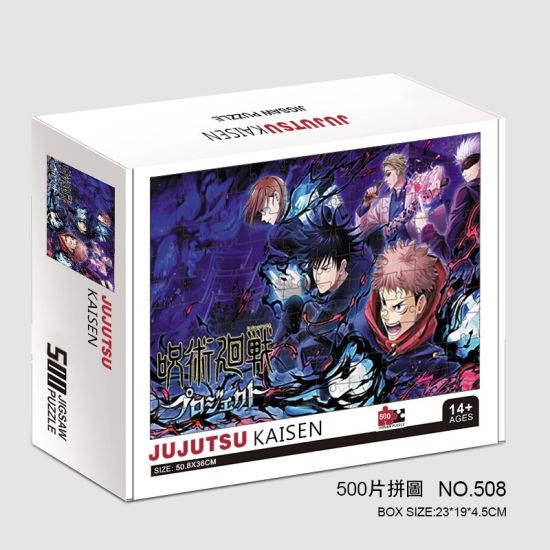 JIGSAW PUZZLE
JUJUTSU KAISEN
JUJUTSU
KAISEN
500 JIGSAW
PUZZLE
呪術廻戦
プロジェクト
JUJUTSU KAISEN
SIZE: 50.8X36CM
500
JIGSAW PUZZLE
14+
AGES
500片拼圖 NO.508
BOX SIZE:23*19*4.5CM